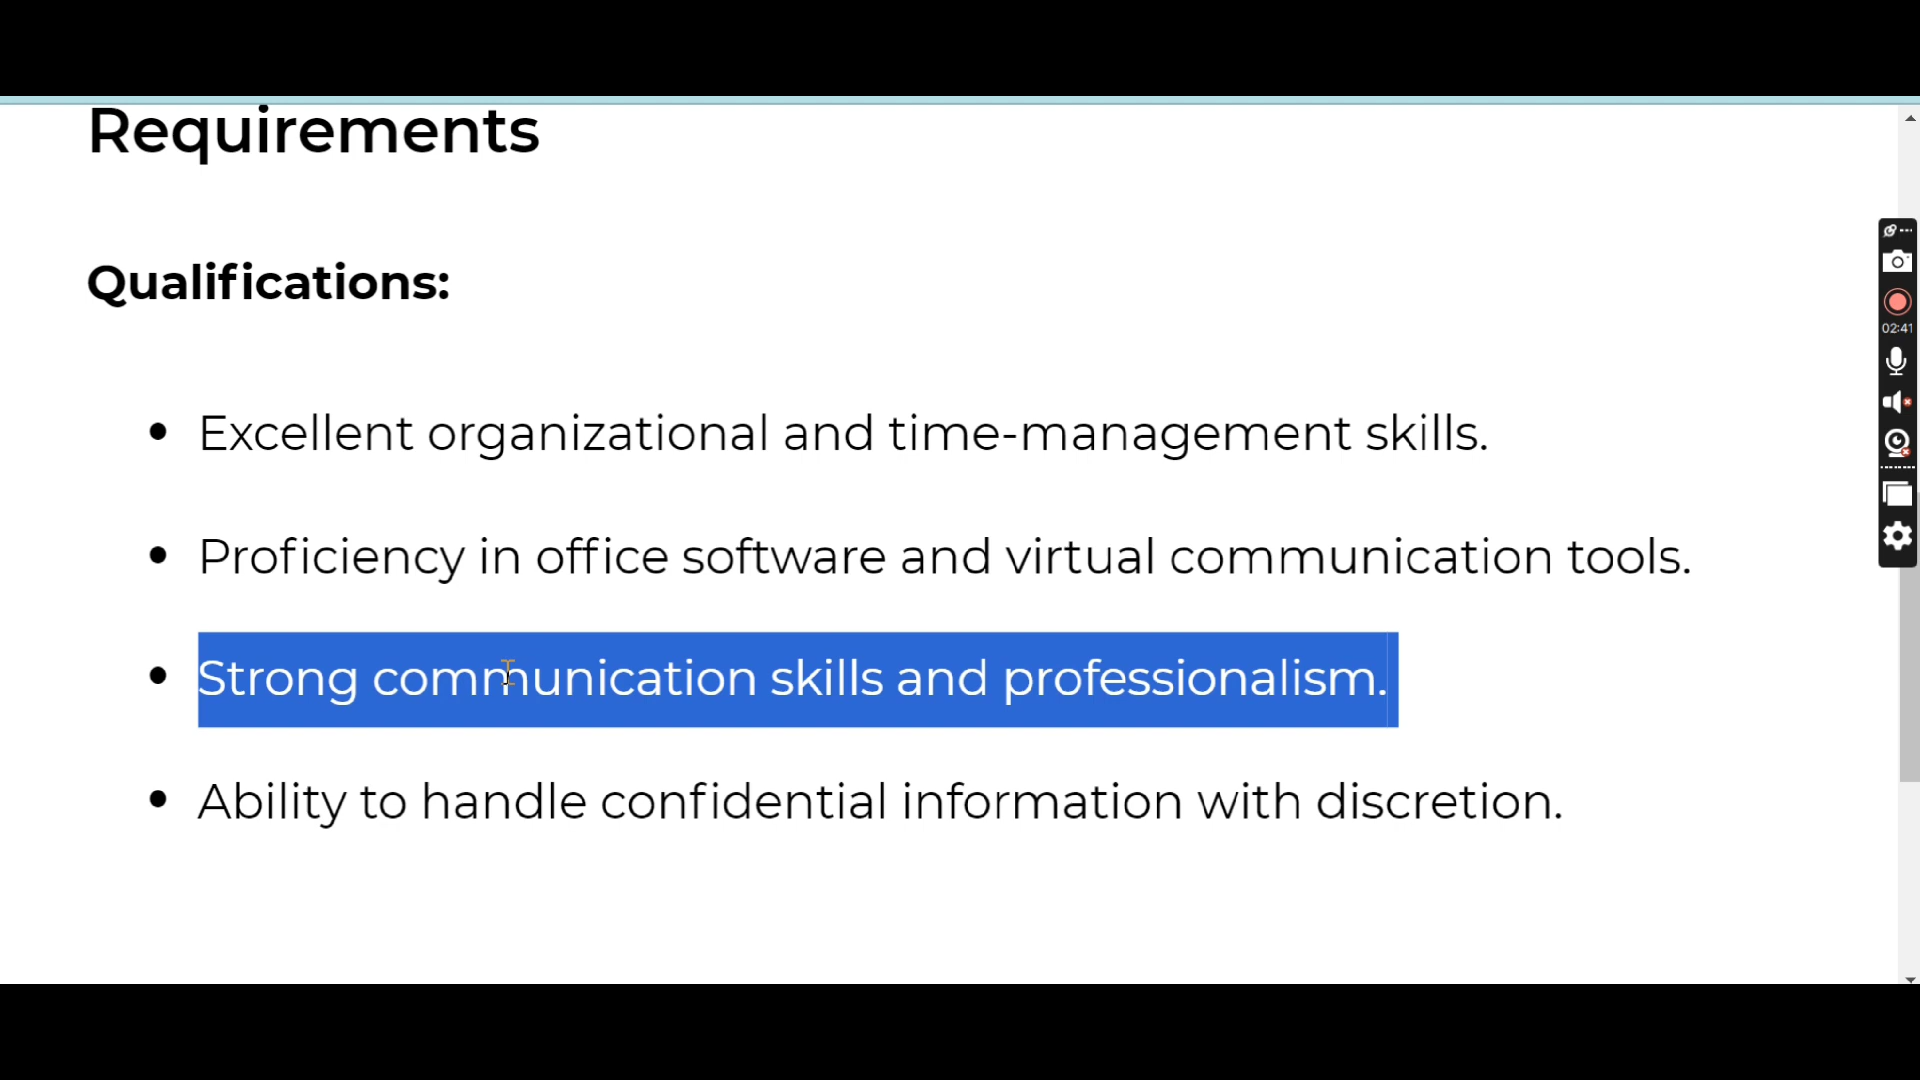 Requirements
Qualifications:
Excellent organizational and time-management skills.
Proficiency in office software and virtual communication tools.
Strong communication skills and professionalism.
Ability to handle confidential information with discretion.
02:41